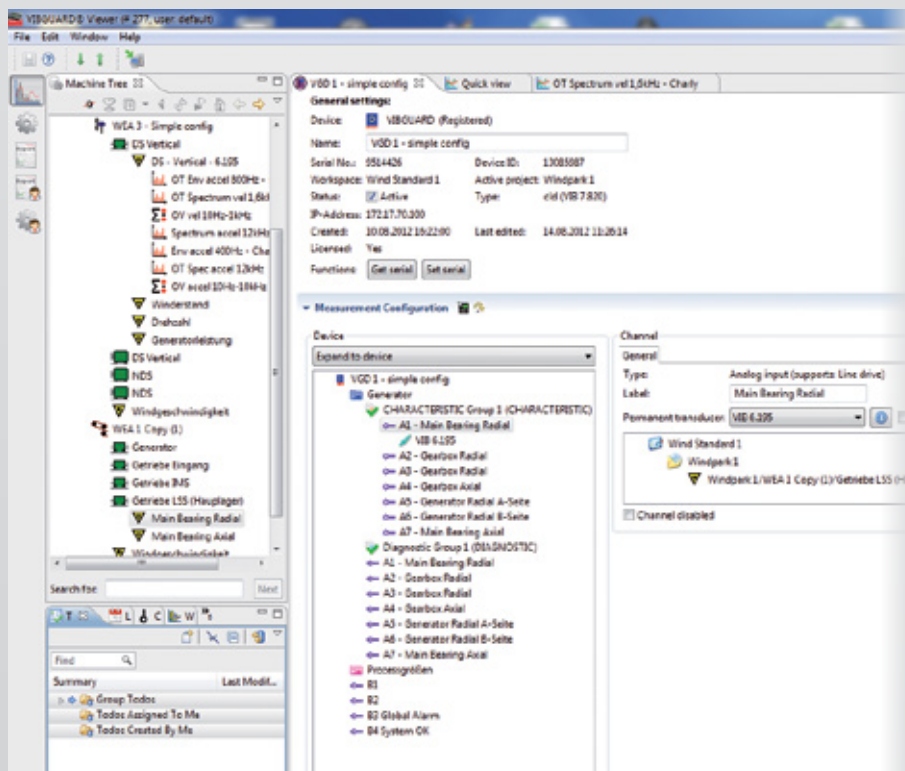 VIBGUARD® Viewer (# 277, user: default)
File Edit Window Help
Machine Tree
WEA 3 - Simple config
DS Vertical
DS - Vertical - 6.195
OT Env accel 800Hz -
OT Spectrum vel 1,6kH
OV vel 10Hz-1kHz
Spectrum accel 12kHz
Env accel 400Hz - Cha
OT Spec accel 12kHz
OV accel 10Hz-10kHz
Winderstand
Drehzahl
Generatorleistung
DS Vertical
NDS
NDS
Windgeschwindigkeit
WEA 1 Copy (1)
Generator
Getriebe Eingang
Getriebe IMS
Getriebe LSS (Hauplager)
Main Bearing Radial
Main Bearing Axial
Windgeschwindigkeit
Search for:
Next
T L C W
Find
Summary Last Modif...
Group Todos
Todos Assigned To Me
Todos Created By Me
VGD 1 - simple config Quick view OT Spectrum vel 1,6kHz - Charly
General settings:
Device: VIBGUARD (Registered)
Name: VGD 1 - simple config
Serial No.: 9514426 Device ID:
Workspace: Wind Standard 1 Active project: Windpark 1
Status: Active Type: (VIB 7.820)
IP-Address: 172.17.70.100
Created: 10.08.2012 16:22:00 Last edited: 14.08.2012 11:26:14
Licensed: Yes
Functions Get serial Set serial
Measurement Configuration
Device
Expand to device
VGD 1 - simple config
Generator
CHARACTERISTIC Group 1 (CHARACTERISTIC)
A1 - Main Bearing Radial
VIB 6.195
A2 - Gearbox Radial
A3 - Gearbox Radial
A4 - Gearbox Axial
A5 - Generator Radial A-Seite
A6 - Generator Radial B-Seite
A7 - Main Bearing Axial
Diagnostic Group 1 (DIAGNOSTIC)
A1 - Main Bearing Radial
A2 - Gearbox Radial
A3 - Gearbox Radial
A4 - Gearbox Axial
A5 - Generator Radial A-Seite
A6 - Generator Radial B-Seite
A7 - Main Bearing Axial
Processgrößen
B1
B2
B3 Global Alarm
B4 System OK
Channel
General
Type: Analog input (supports: Line drive)
Label: Main Bearing Radial
Permanent transducer: VIB 6.195
Wind Standard 1
Windpark 1
Windpark 1/WEA 1 Copy (1)/Getriebe LSS (H
Channel disabled